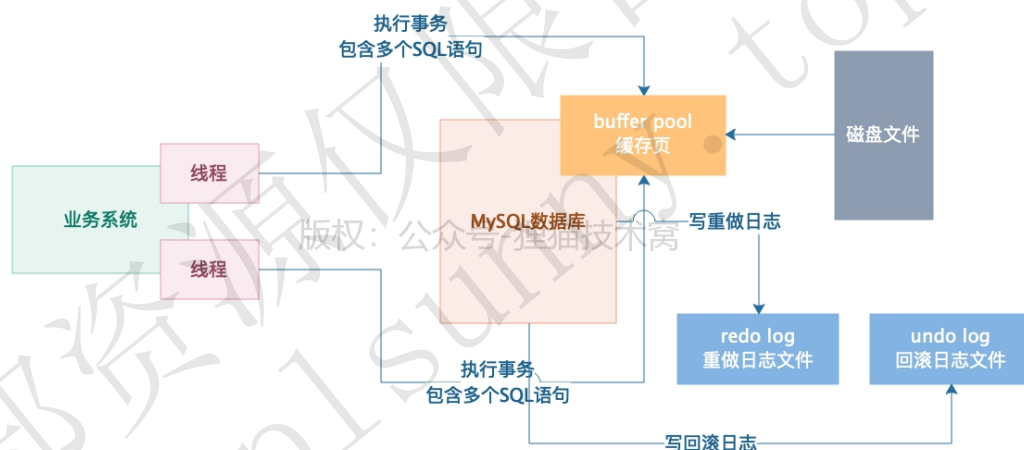 执行事务
包含多个SQL语句
buffer pool
缓存页
磁盘文件
线程
业务系统
MySQL数据库
写重做日志
版权：公众号-狸猫技术窝
线程
redo log
重做日志文件
undo log
回滚日志文件
执行事务
包含多个SQL语句
写回滚日志